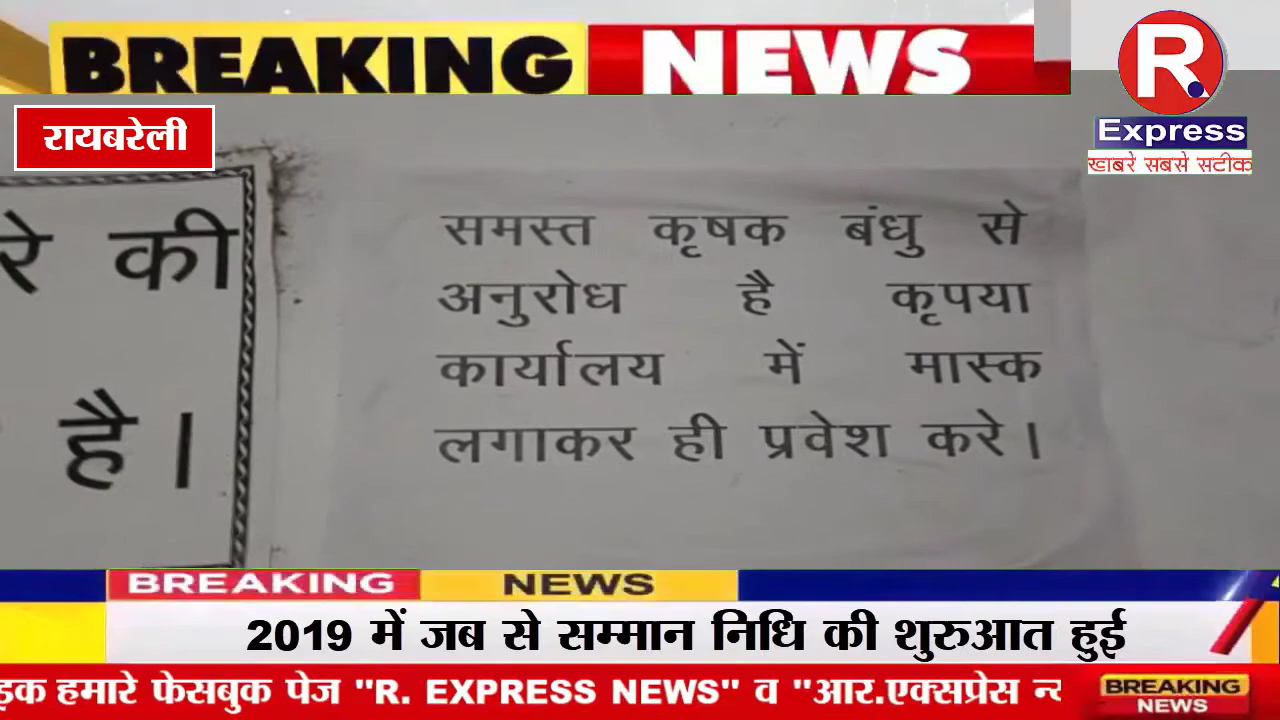 BREAKING NEWS
R.
Express
खाबरे सबसे सटीक
रायबरेली
रे की
है।
समस्त कृषक बंधु से
अनुरोध है कृपया
कार्यालय में मास्क
लगाकर ही प्रवेश करे।
BREAKING NEWS
2019 में जब से सम्मान निधि की शुरुआत हुई
हमारे फेसबुक पेज "R. EXPRESS NEWS" व "आर.एक्सप्रेस
BREAKING
NEWS